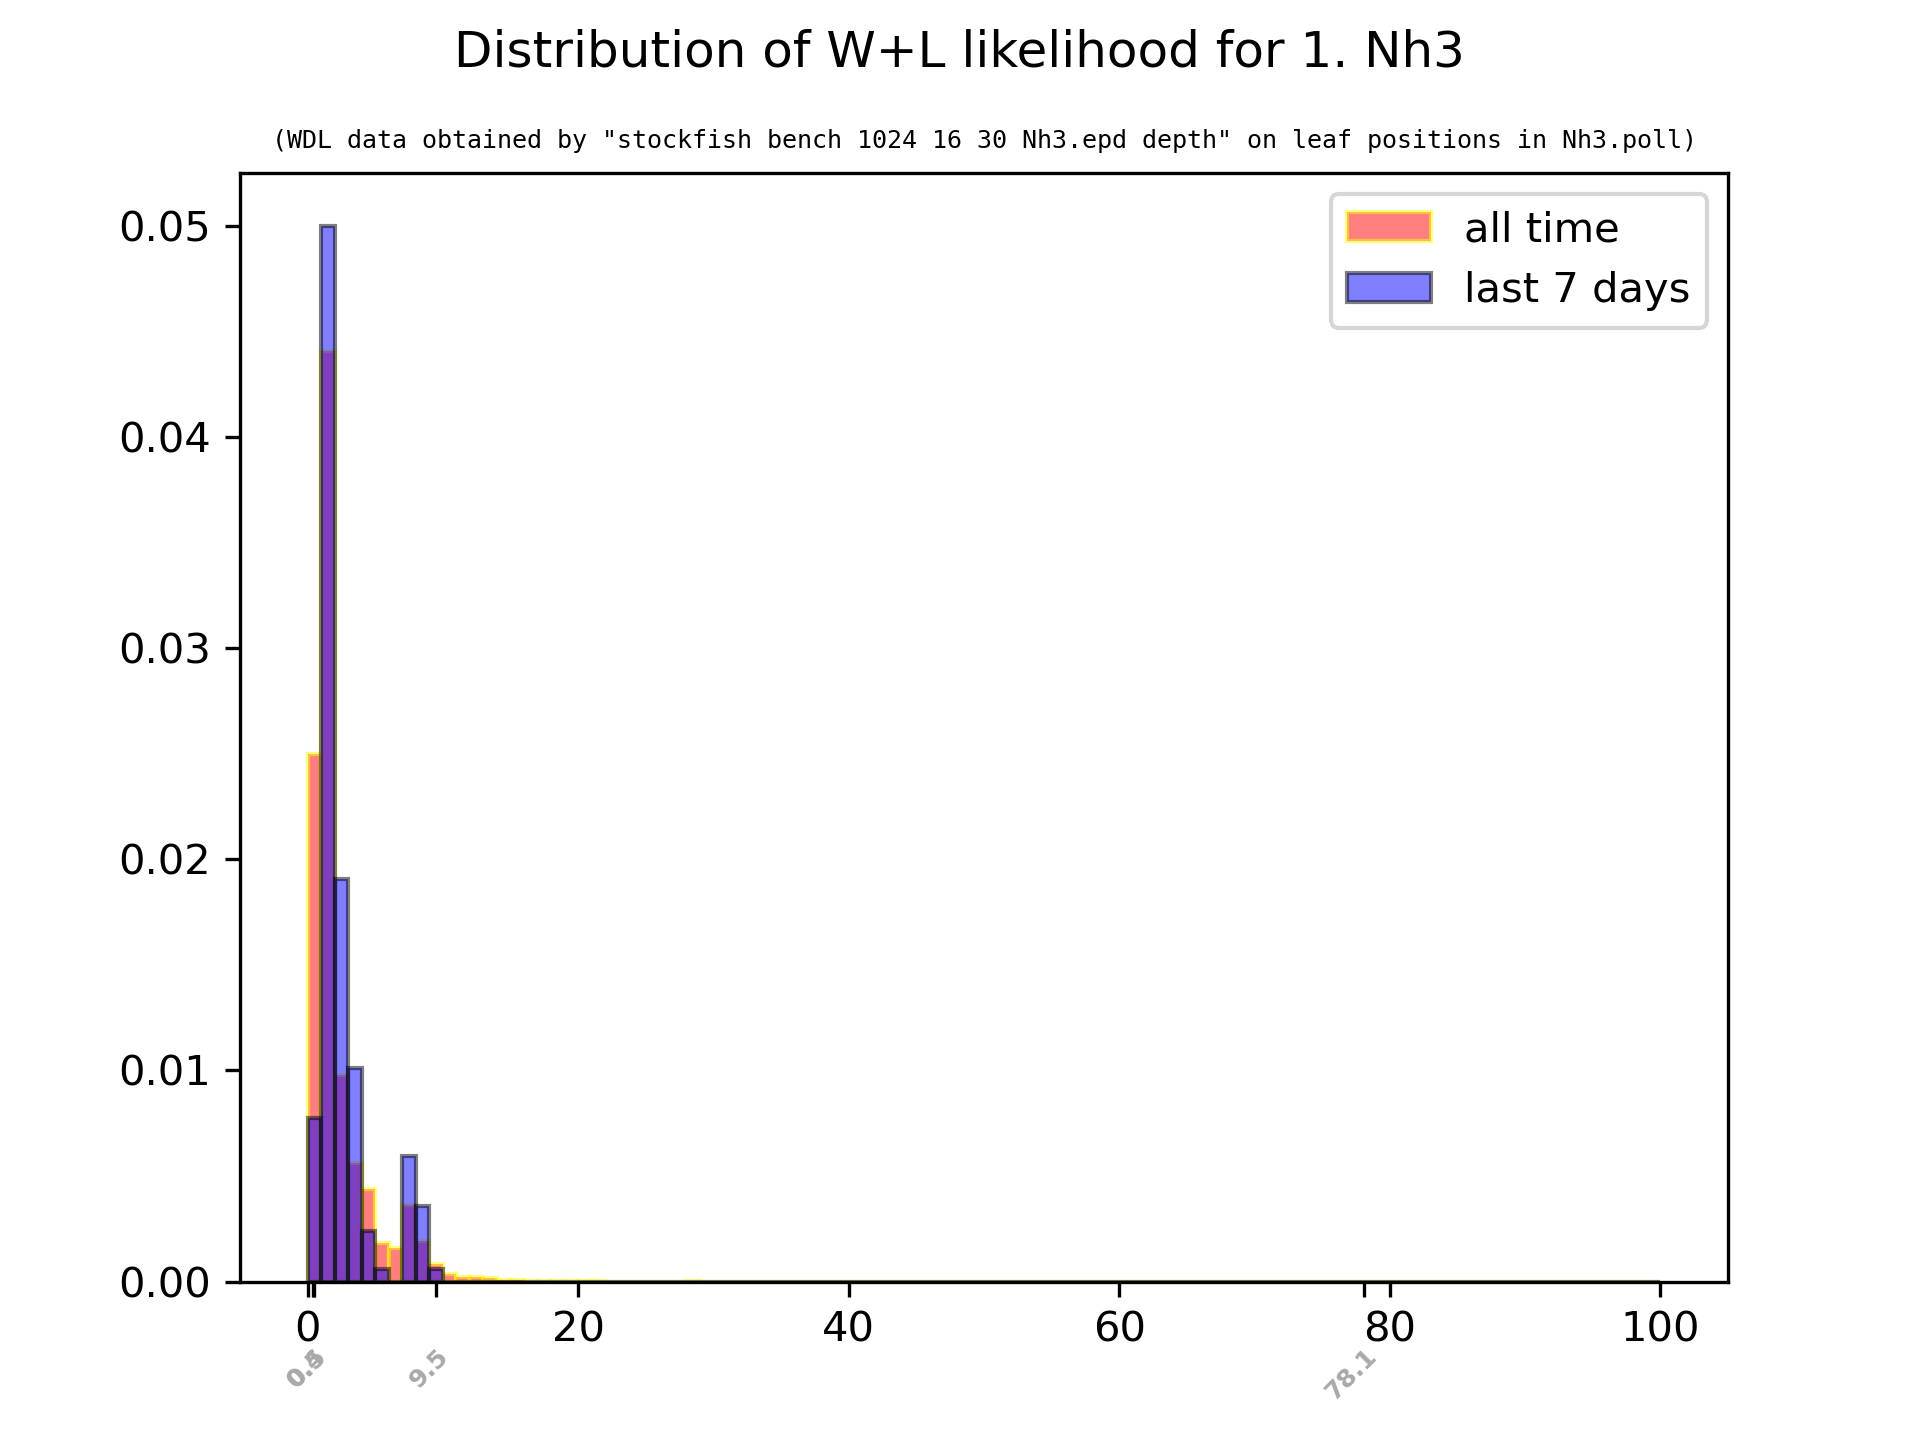 Distribution of W+L likelihood for 1. Nh3
(WDL data obtained by "stockfish bench 1024 16 30 Nh3.epd depth" on leaf positions in Nh3.poll)
all time
last 7 days
0.05
0.04
0.03
0.02
0.01
0.00
0 20 40 60 80 100
9.5 78.1